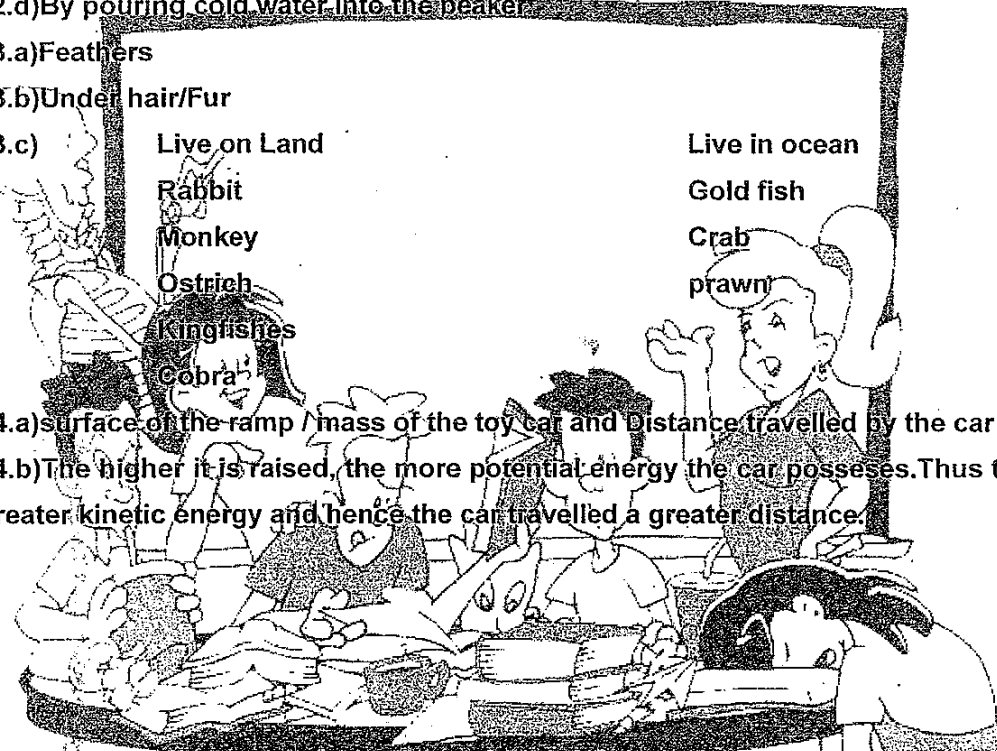 2.d)By pouring cold water into the beaker.
3.a)Feathers
3.b)Under hair/Fur
3.c) Live on Land Live in ocean
Rabbit Gold fish
Monkey Crab
Ostrich prawn
Kingfishes
Cobra
4.a)surface of the ramp / mass of the toy car and Distance travelled by the car
4.b)The higher it is raised, the more potential energy the car posseses.Thus t
reater kinetic energy and hence the car travelled a greater distance.